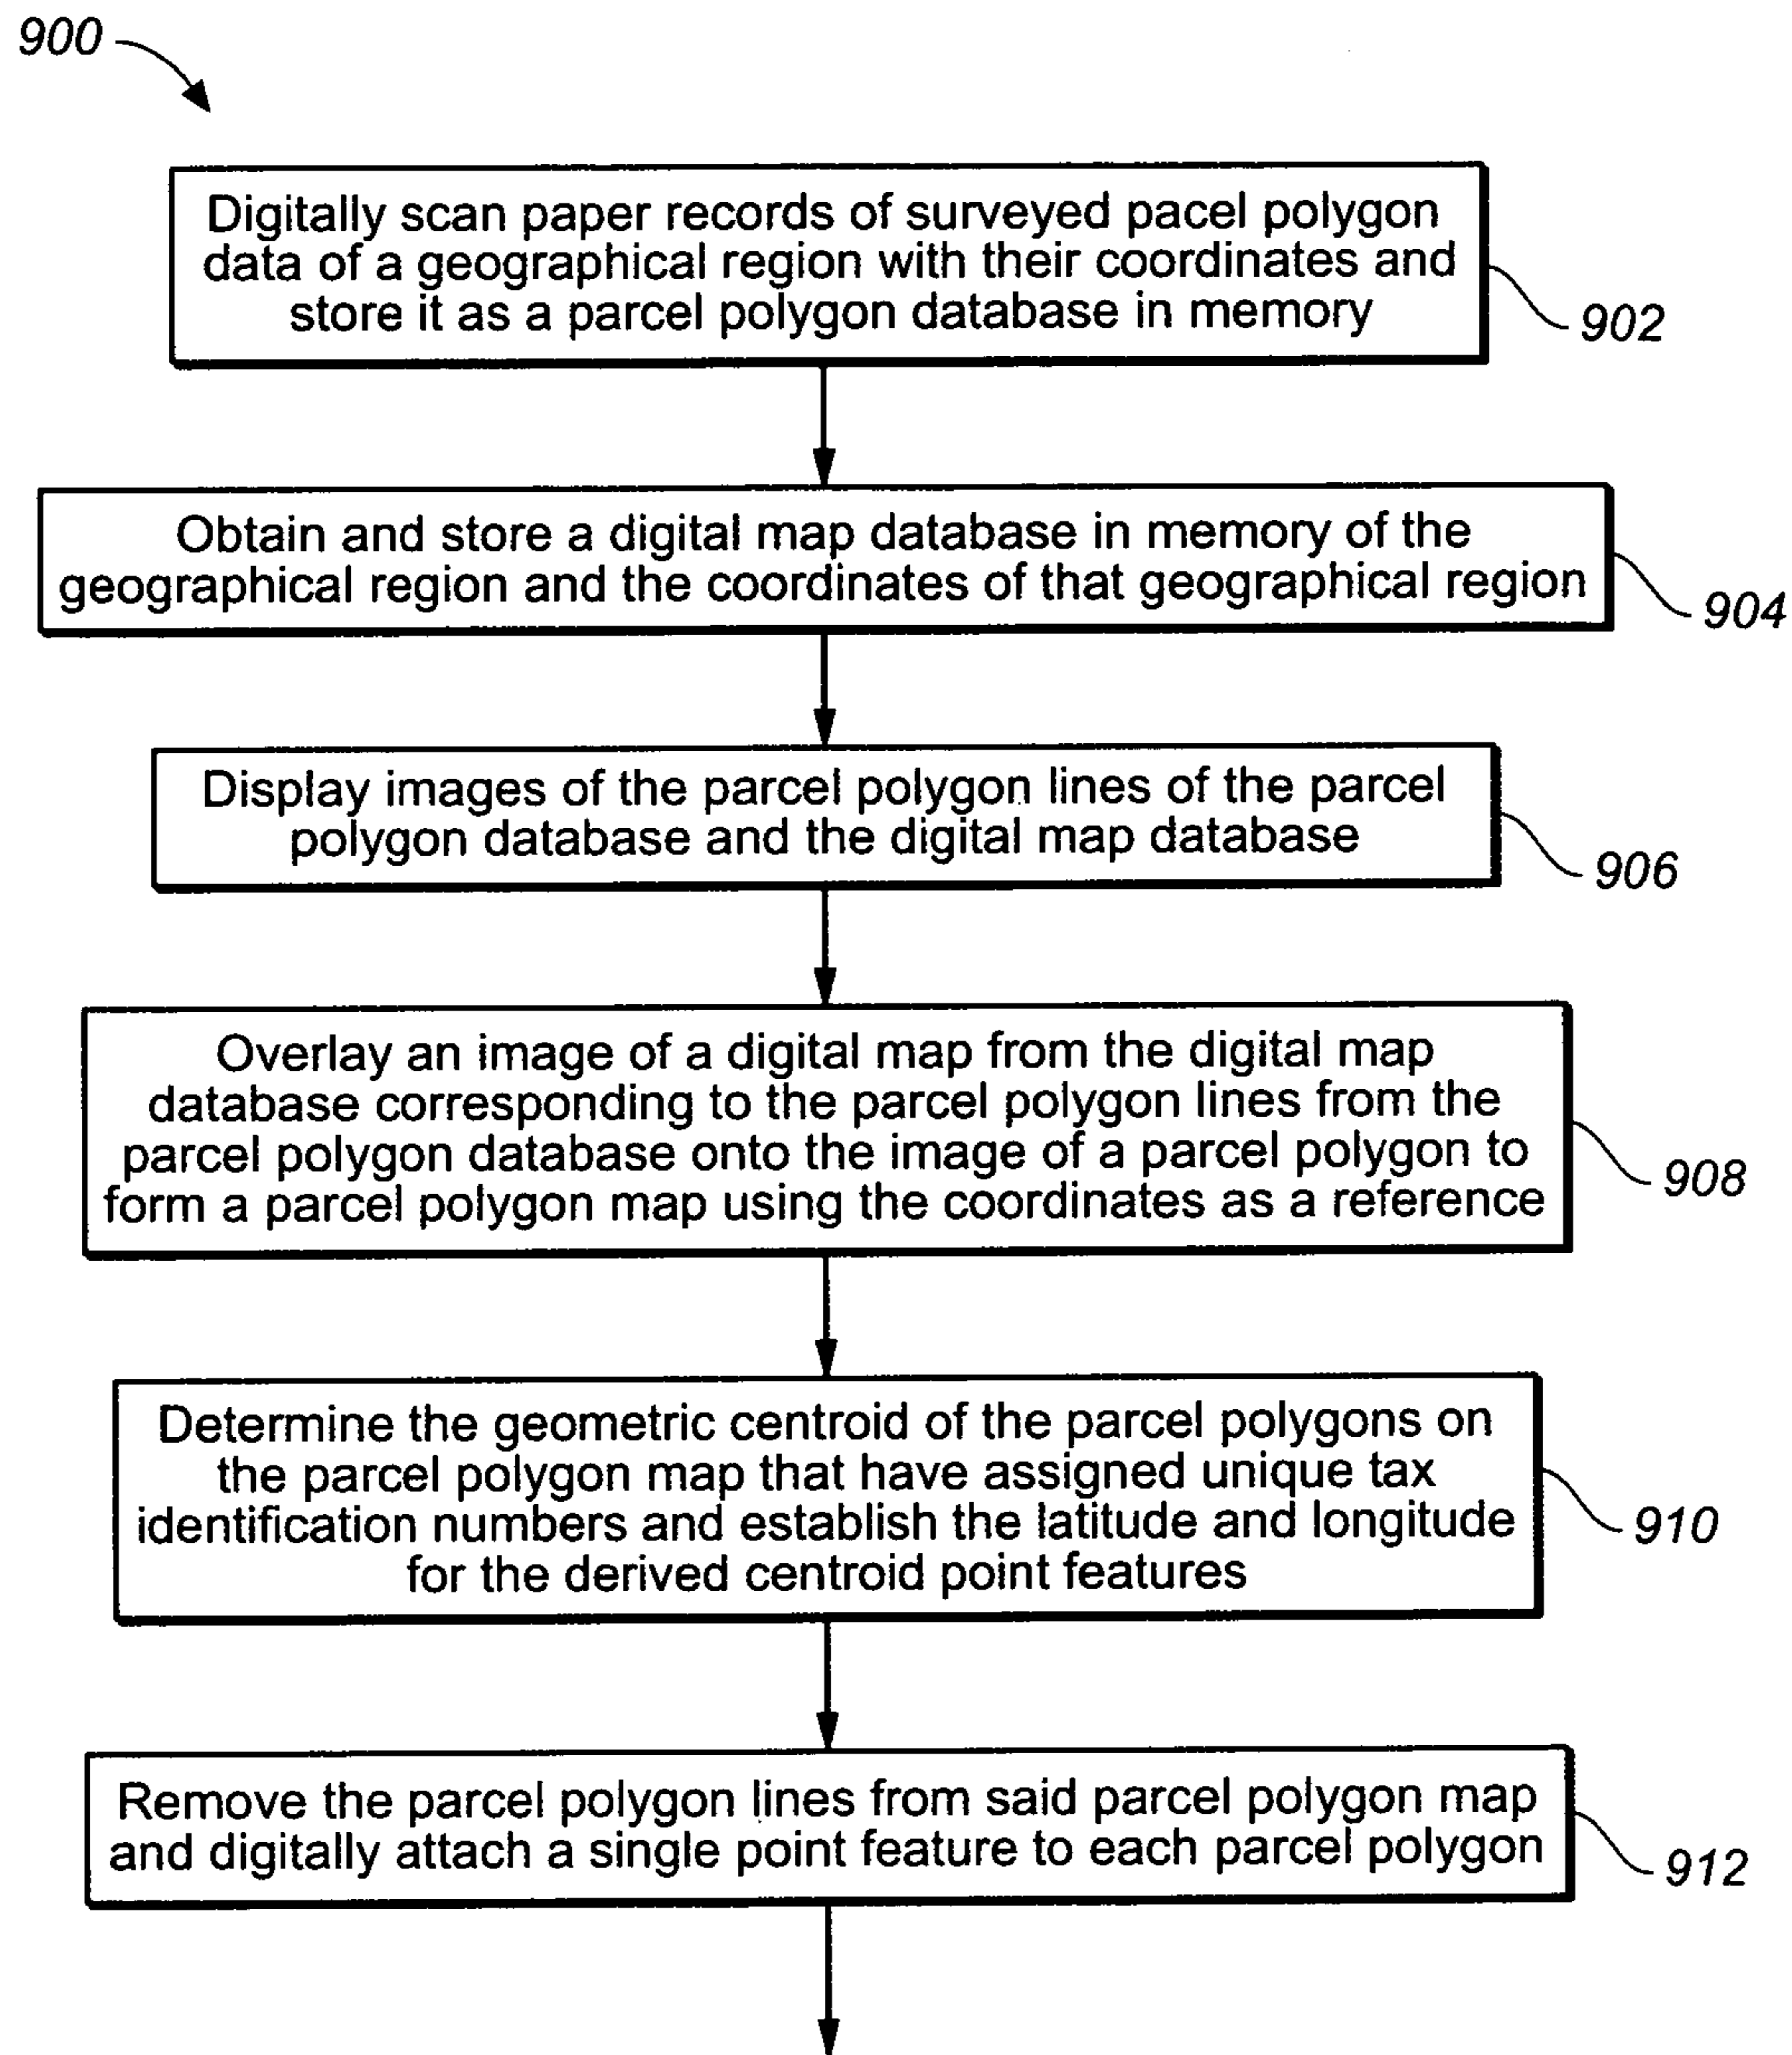 900
Digitally scan paper records of surveyed pacel polygon
data of a geographical region with their coordinates and
store it as a parcel polygon database in memory
902
Obtain and store a digital map database in memory of the
geographical region and the coordinates of that geographical region
904
Display images of the parcel polygon lines of the parcel
polygon database and the digital map database
906
Overlay an image of a digital map from the digital map
database corresponding to the parcel polygon lines from the
parcel polygon database onto the image of a parcel polygon to
form a parcel polygon map using the coordinates as a reference
908
Determine the geometric centroid of the parcel polygons on
the parcel polygon map that have assigned unique tax
identification numbers and establish the latitude and longitude
for the derived centroid point features
910
Remove the parcel polygon lines from said parcel polygon map
and digitally attach a single point feature to each parcel polygon
912